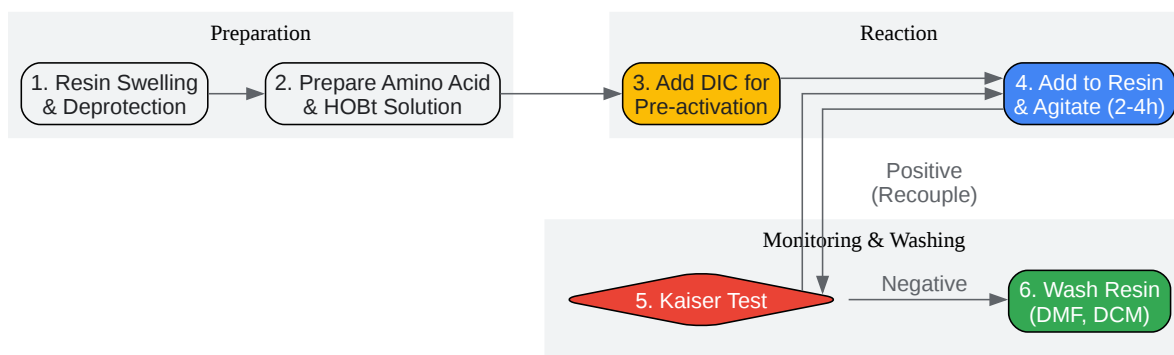 Preparation
1. Resin Swelling
& Deprotection
2. Prepare Amino Acid
& HOBt Solution
Reaction
3. Add DIC for
Pre-activation
4. Add to Resin
& Agitate (2-4h)
Positive
(Recouple)
Monitoring & Washing
5. Kaiser Test
Negative
6. Wash Resin
(DMF, DCM)